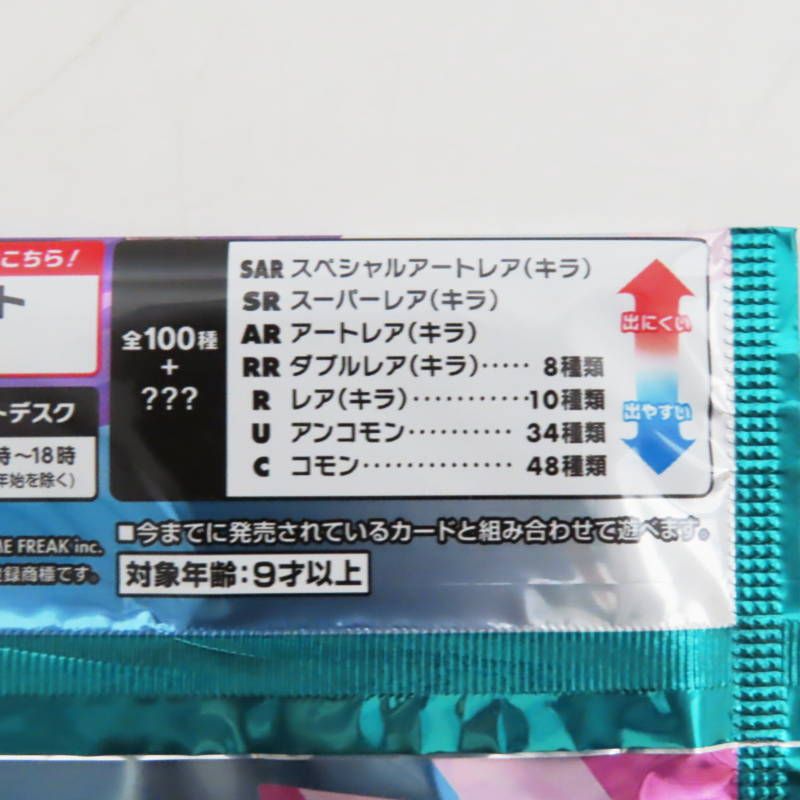 こちら!
ト
トデスク
時～18時
年始を除く)
ME FREAK inc.
登録商標です。
全100種
+
???
SAR スペシャルアートレア(キラ)
SR スーパーレア(キラ)
AR アートレア(キラ)
RR ダブルレア(キラ)····· 8種類
R レア(キラ)············10種類
U アンコモン·········· 34種類
C コモン·············· 48種類
出にくい
出やすい
■今までに発売されているカードと組み合わせて遊べます。
対象年齢:9才以上